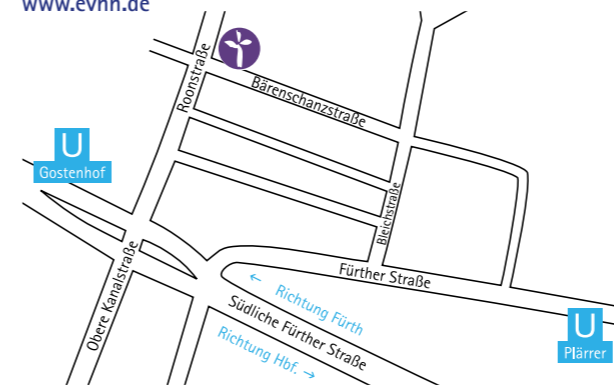 www.evhn.de
Roonstraße
Bärenschanzstraße
U
Gostenhof
Bleichstraße
Obere Kanalstraße
Fürther Straße
← Richtung Fürth
Südliche Fürther Straße
Richtung Hbf. →
U
Plärrer